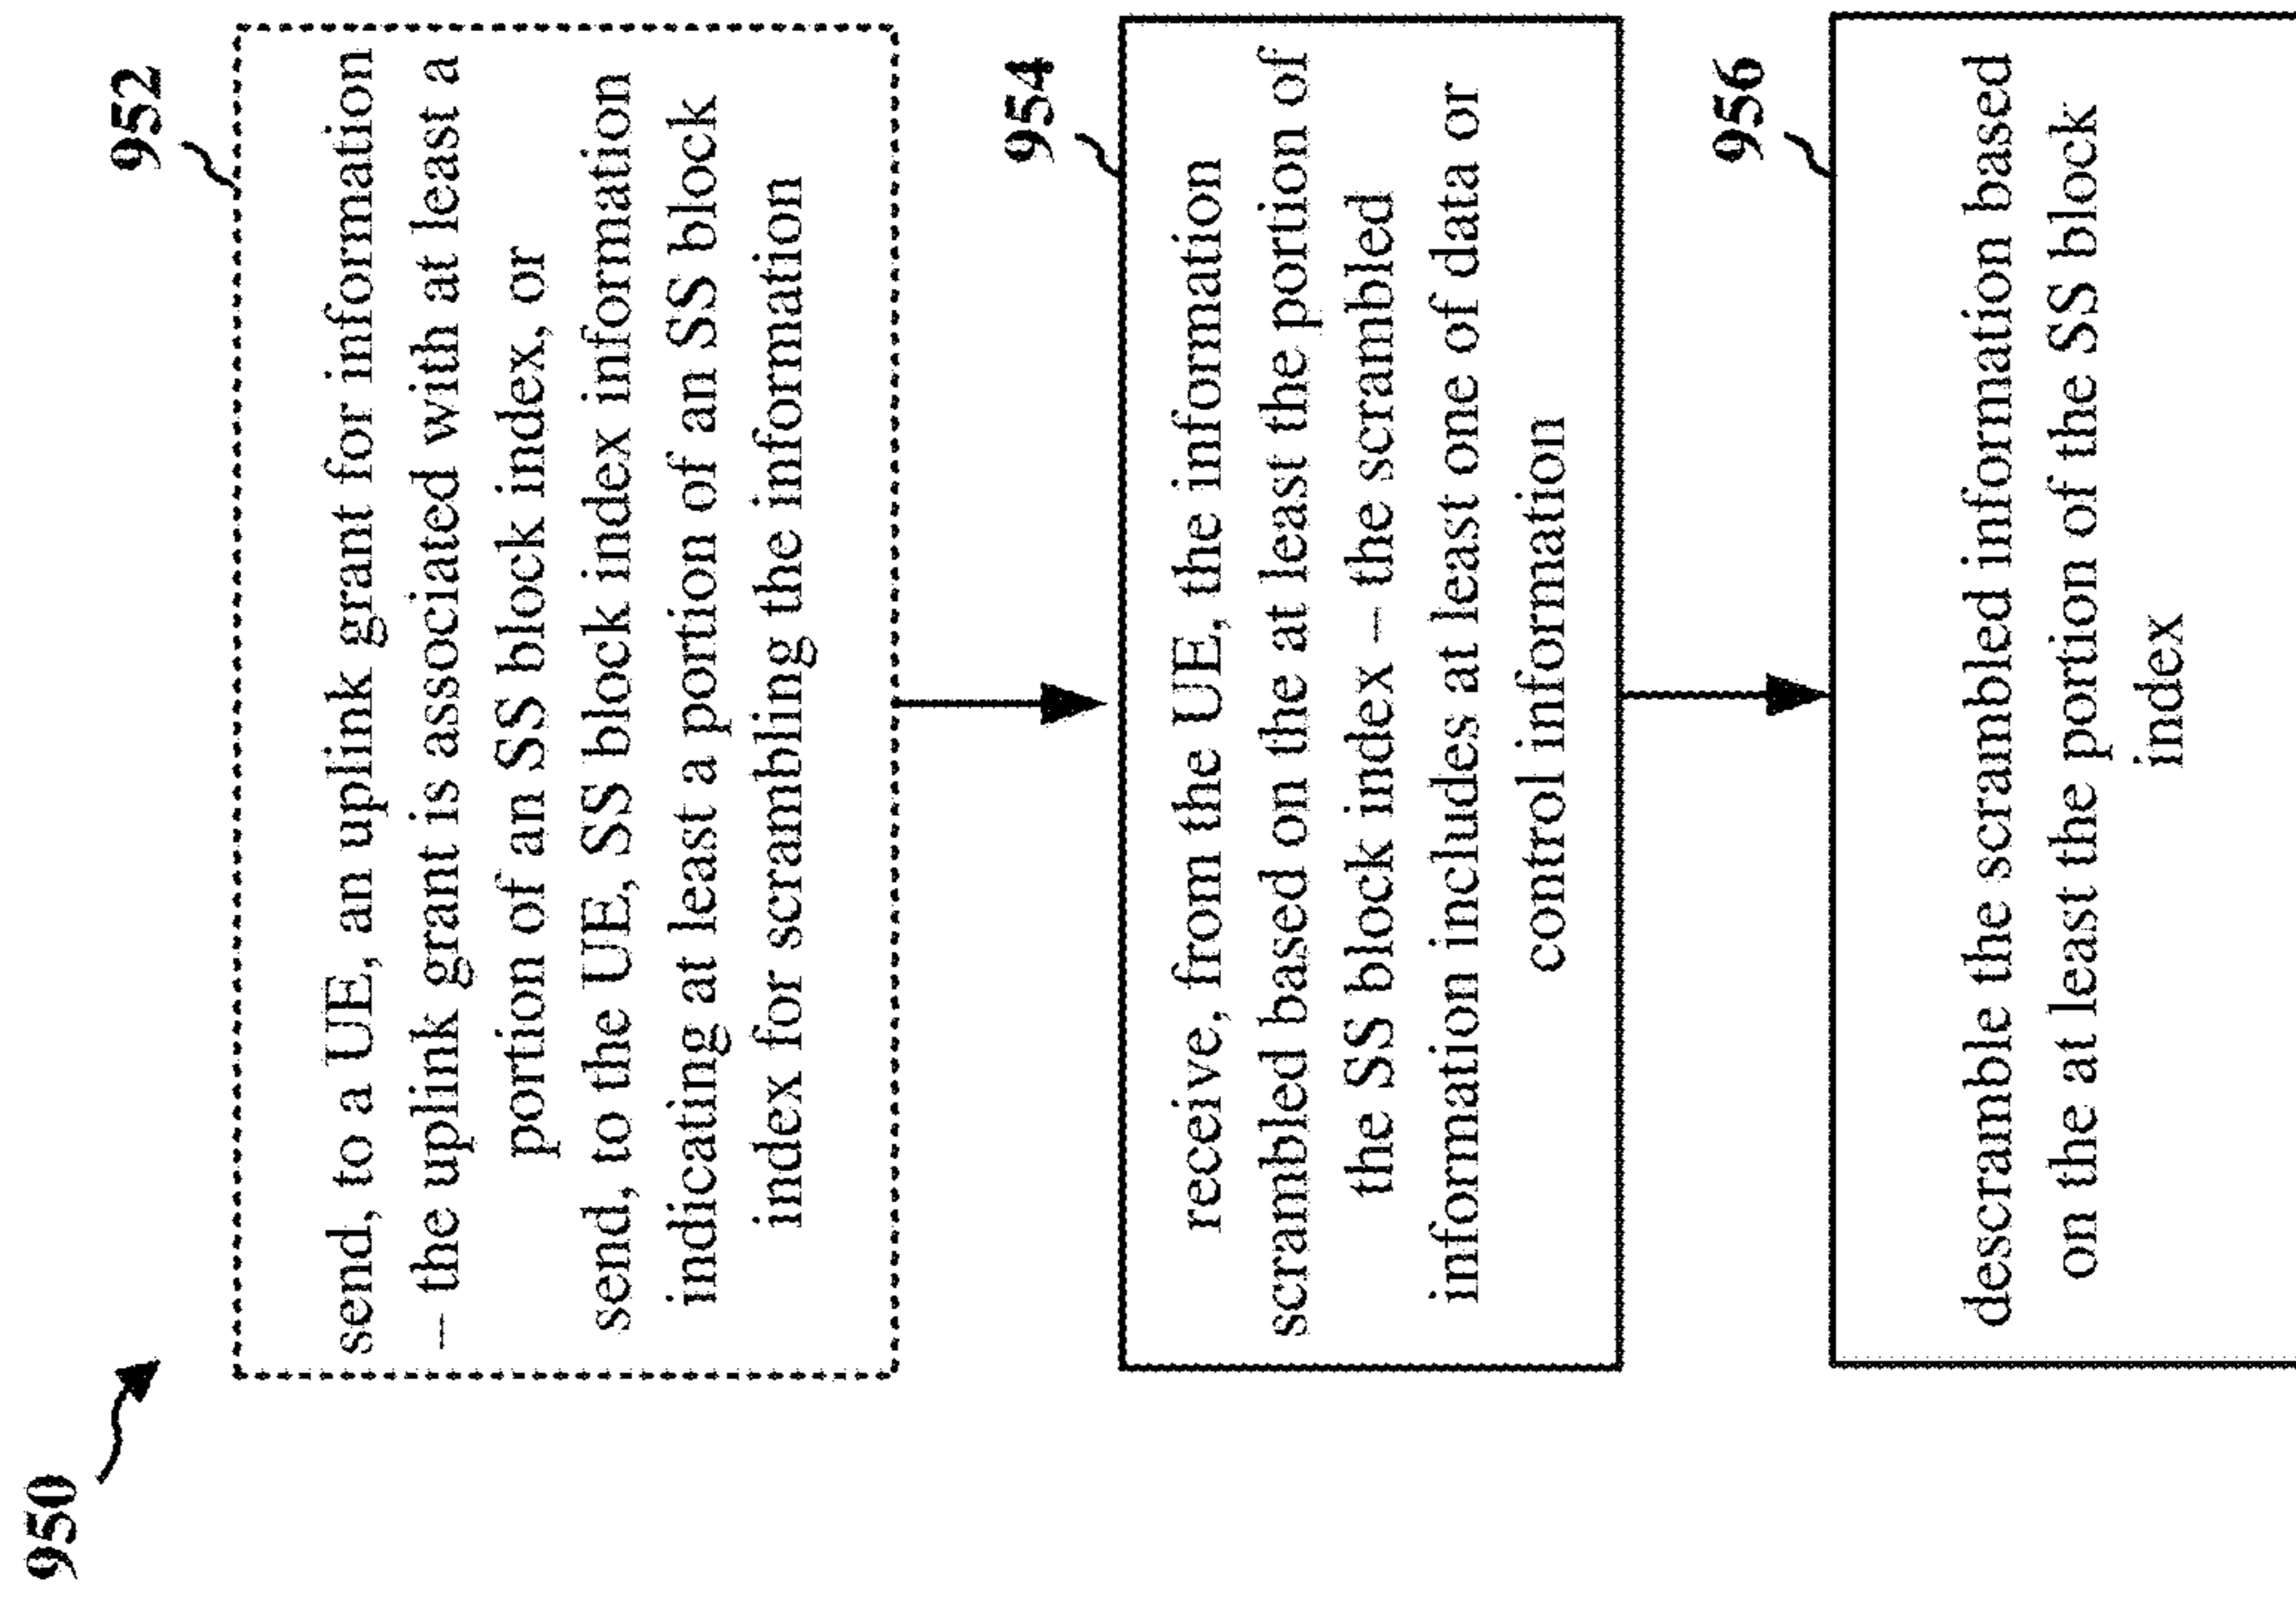 950
952
send, to a UE, an uplink grant for information
– the uplink grant is associated with at least a
portion of an SS block index, or
send, to the UE, SS block index information
indicating at least a portion of an SS block
index for scrambling the information
954
receive, from the UE, the information
scrambled based on the at least the portion of
the SS block index – the scrambled
information includes at least one of data or
control information
956
descramble the scrambled information based
on the at least the portion of the SS block
index